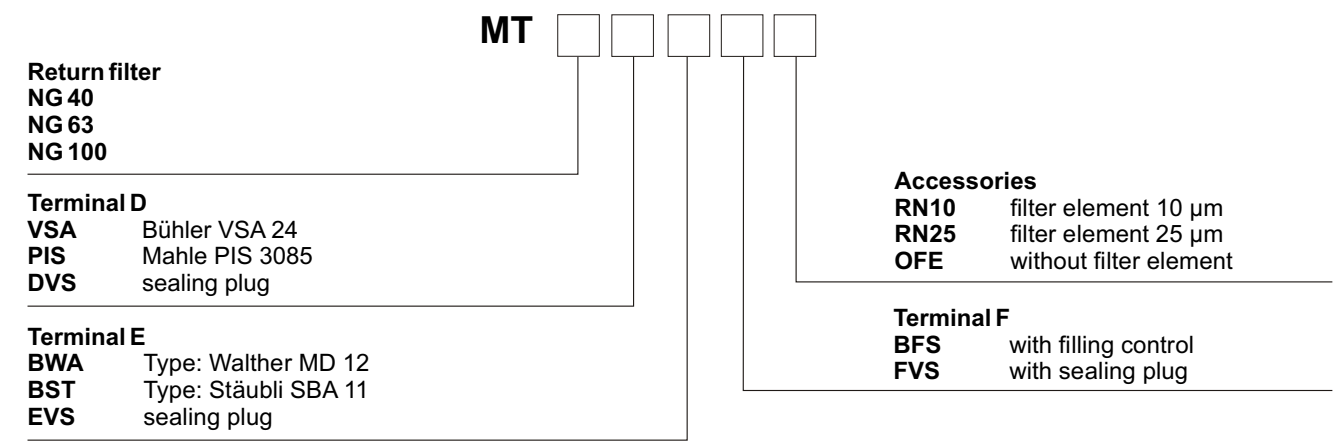 MT
Return filter
NG 40
NG 63
NG 100
Terminal D
VSA Bühler VSA 24
PIS Mahle PIS 3085
DVS sealing plug
Terminal E
BWA Type: Walther MD 12
BST Type: Stäubli SBA 11
EVS sealing plug
Accessories
RN10 filter element 10 µm
RN25 filter element 25 µm
OFE without filter element
Terminal F
BFS with filling control
FVS with sealing plug